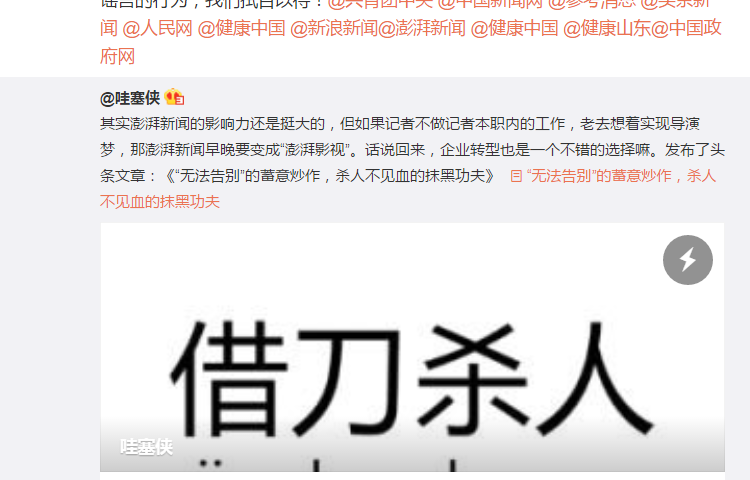 谣言的行为，我们拭目以待！@共青团中央 @中国新闻网 @参考消息 @美京新
闻 @人民网 @健康中国 @新浪新闻@澎湃新闻 @健康中国 @健康山东@中国政
府网
@哇塞侠
其实澎湃新闻的影响力还是挺大的，但如果记者不做记者本职内的工作，老去想着实现导演
梦，那澎湃新闻早晚要变成“澎湃影视”。话说回来，企业转型也是一个不错的选择嘛。发布了头
条文章：《“无法告别”的蓄意炒作，杀人不见血的抹黑功夫》 “无法告别”的蓄意炒作，杀人
不见血的抹黑功夫
借刀杀人
哇塞侠